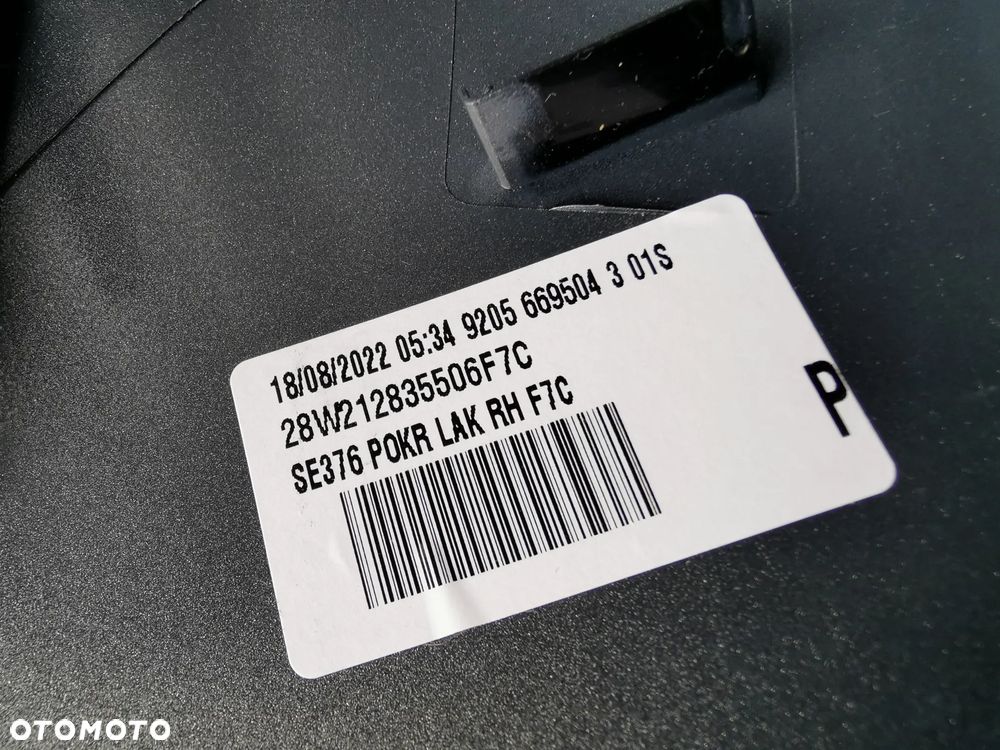 18/08/2022 05:34 9205 669504 3 01S
28W212835506F7C
SE376 POKR LAK RH F7C
P
OTOMOTO